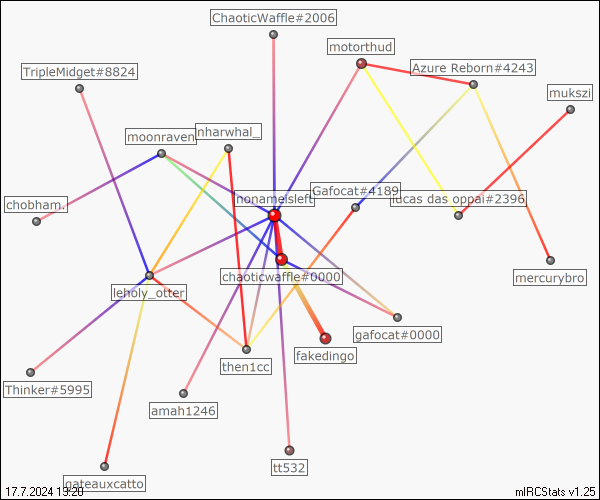 ChaoticWaffle#2006
motorthud
Azure Reborn#4243
TripleMidget#8824
mukszi
nharwhal_
moonraven
Gafocat#4189
nonameisleft
lucas das oppai#2396
chobham.
chaoticwaffle#0000
mercurybro
leholy_otter
gafocat#0000
fakedingo
then1cc
Thinker#5995
amah1246
tt532
gateauxcatto
17.7.2024 13:20
mIRCStats v1.25